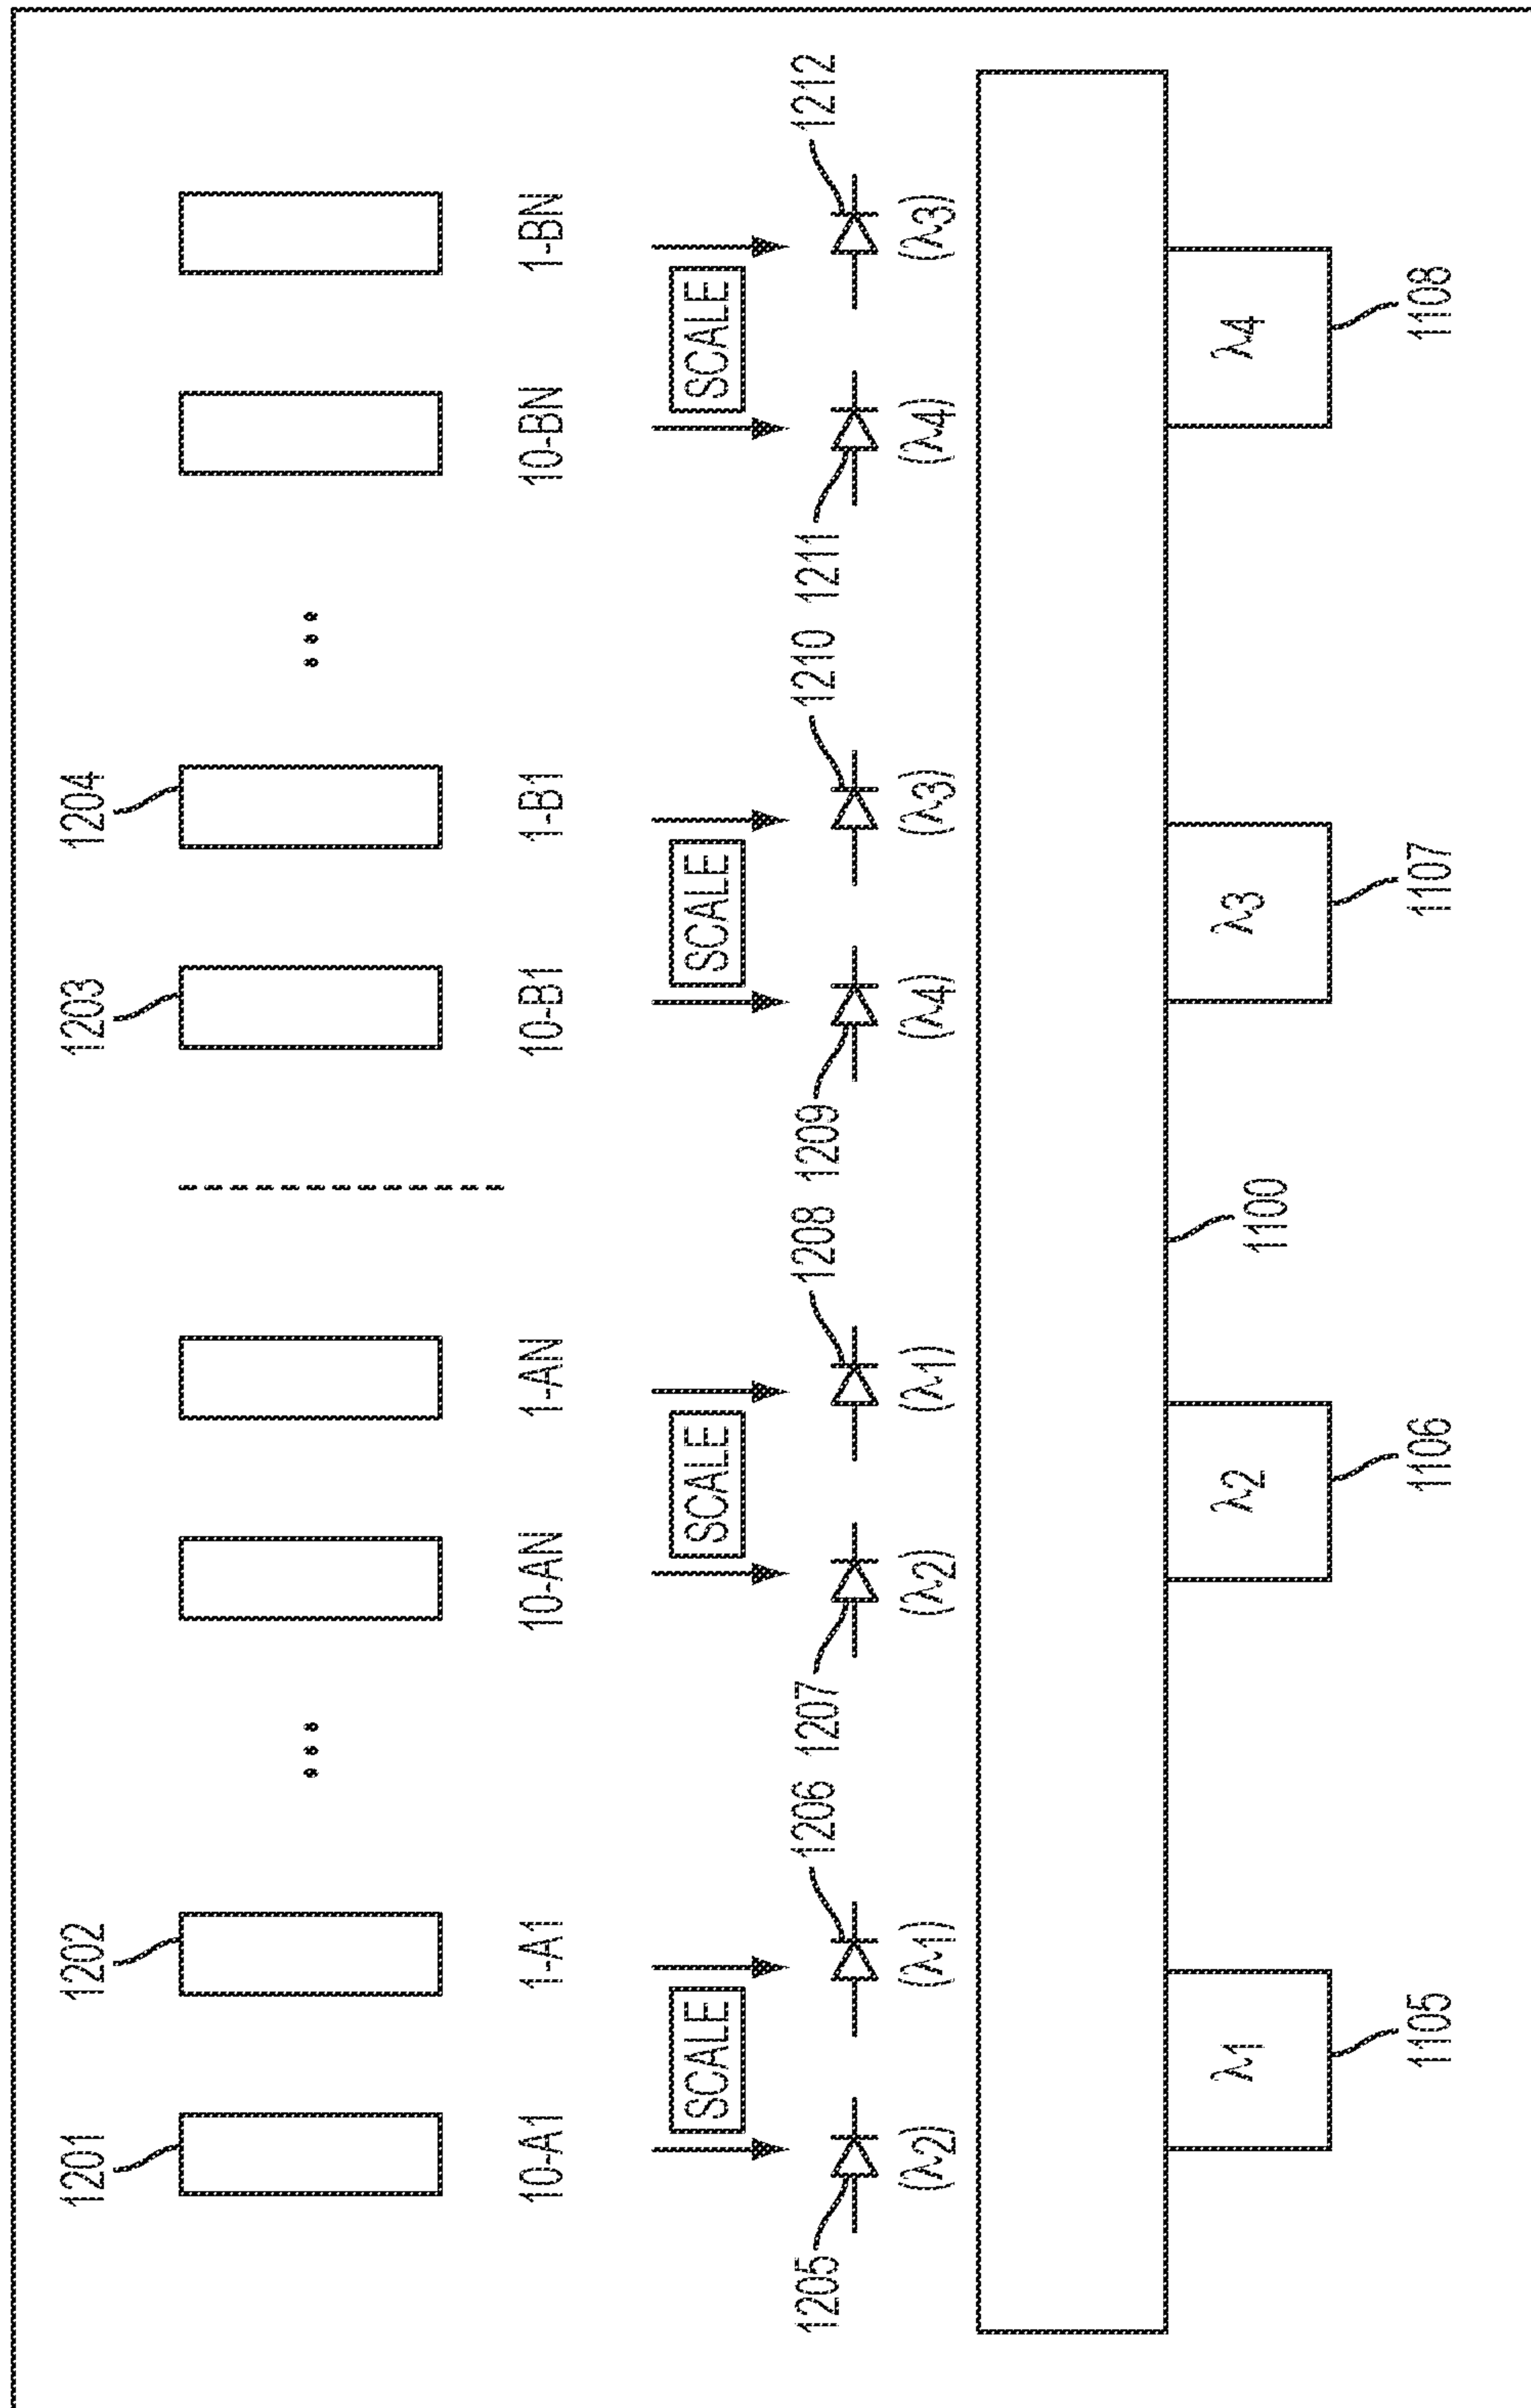 1201 1202 1203 1204
10-A1 1-A1 10-AN 1-AN 10-B1 1-B1 10-BN 1-BN
SCALE SCALE SCALE SCALE
1205 1206 1207 1208 1209 1210 1211 1212
(λ2) (λ1) (λ2) (λ1) (λ4) (λ3) (λ4) (λ3)
1100
λ1 λ2 λ3 λ4
1105 1106 1107 1108